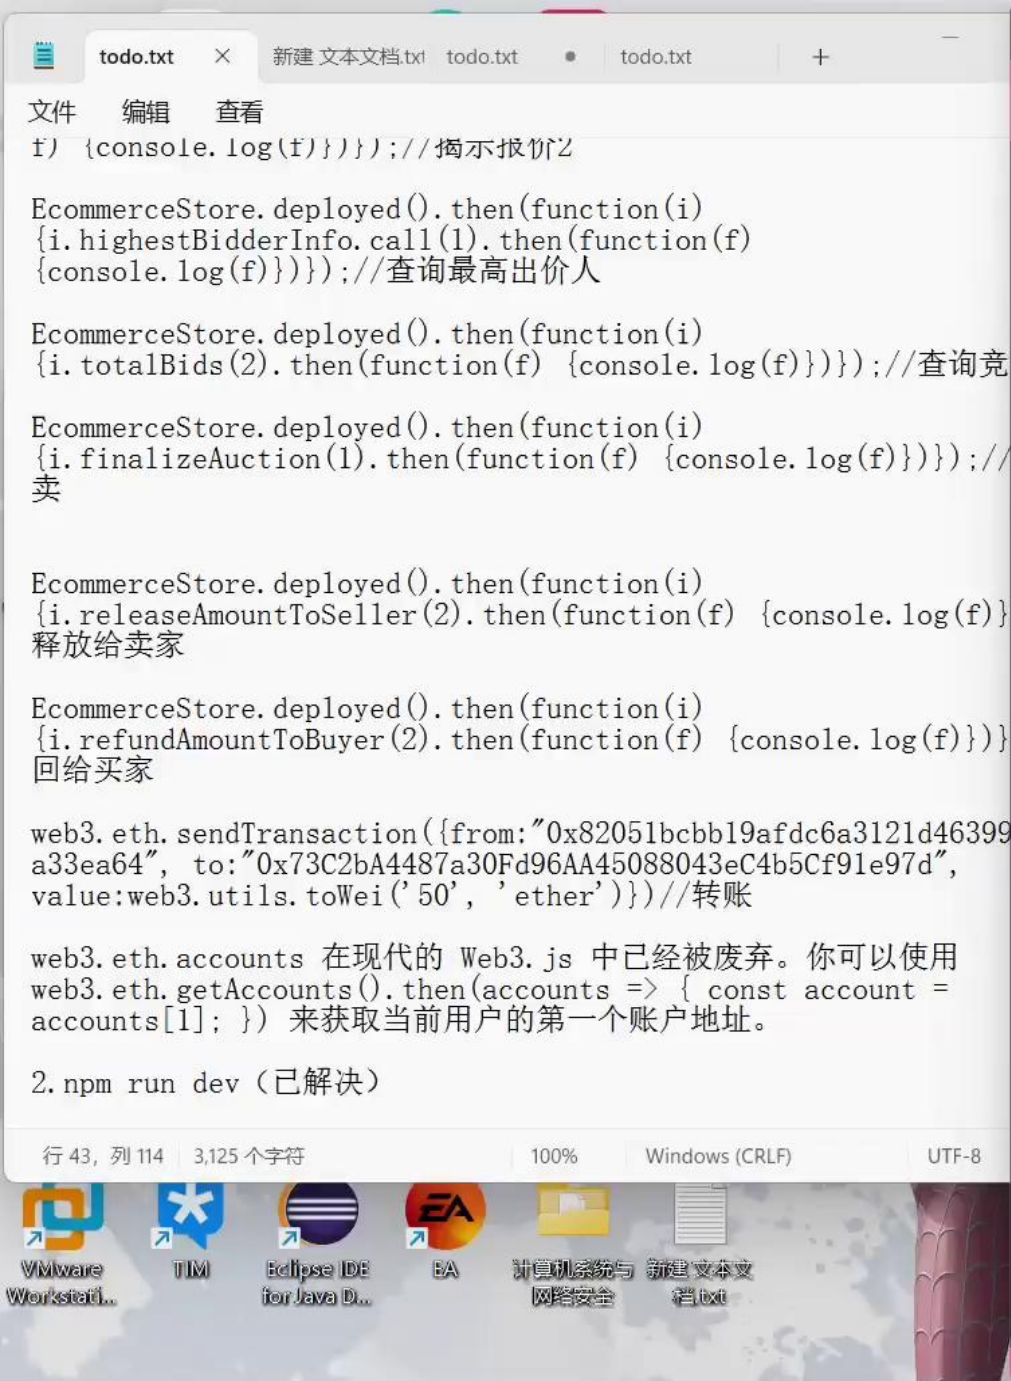 todo.txt
新建 文本文档.txt
todo.txt
todo.txt
文件 编辑 查看
f) {console.log(f)})});//揭示报价2
EcommerceStore.deployed().then(function(i)
{i.highestBidderInfo.call(1).then(function(f)
{console.log(f)})});//查询最高出价人
EcommerceStore.deployed().then(function(i)
{i.totalBids(2).then(function(f) {console.log(f)})});//查询竞
EcommerceStore.deployed().then(function(i)
{i.finalizeAuction(1).then(function(f) {console.log(f)})});//
卖
EcommerceStore.deployed().then(function(i)
{i.releaseAmountToSeller(2).then(function(f) {console.log(f)}
释放给卖家
EcommerceStore.deployed().then(function(i)
{i.refundAmountToBuyer(2).then(function(f) {console.log(f)})}
回给买家
web3.eth.sendTransaction({from:"0x82051bcbb19afdc6a3121d46399
a33ea64", to:"0x73C2bA4487a30Fd96AA45088043eC4b5Cf91e97d",
value:web3.utils.toWei('50', 'ether')})//转账
web3.eth.accounts 在现代的 Web3.js 中已经被废弃。你可以使用
web3.eth.getAccounts().then(accounts => { const account =
accounts[1]; }) 来获取当前用户的第一个账户地址。
2.npm run dev（已解决）
行 43，列 114 3,125 个字符 100% Windows (CRLF) UTF-8
VMware
Workstati...
TIM
Eclipse IDE
for Java D...
EA
EA
计算机系统与
网络安全
新建 文本文
档.txt